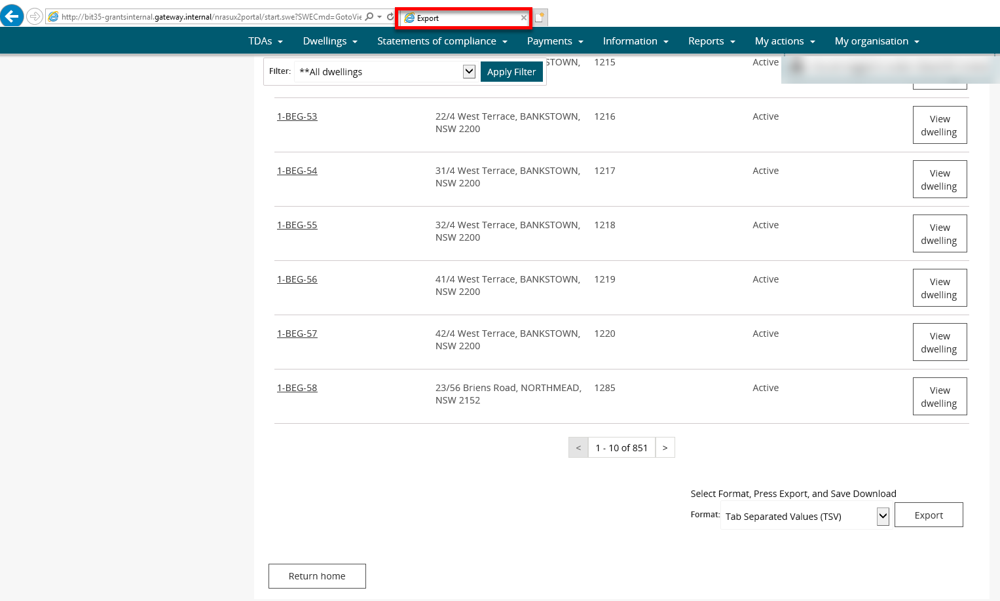 http://bit35-grantsinternal.gateway.internal/nrasux2portal/start.swe?SWECmd=GotoVie
Export
TDAs Dwellings Statements of compliance Payments Information Reports My actions My organisation
Filter: **All dwellings Apply Filter STOWN, 1215 Active
1-BEG-53 22/4 West Terrace, BANKSTOWN, 1216 Active View
NSW 2200 dwelling
1-BEG-54 31/4 West Terrace, BANKSTOWN, 1217 Active View
NSW 2200 dwelling
1-BEG-55 32/4 West Terrace, BANKSTOWN, 1218 Active View
NSW 2200 dwelling
1-BEG-56 41/4 West Terrace, BANKSTOWN, 1219 Active View
NSW 2200 dwelling
1-BEG-57 42/4 West Terrace, BANKSTOWN, 1220 Active View
NSW 2200 dwelling
1-BEG-58 23/56 Briens Road, NORTHMEAD, 1285 Active View
NSW 2152 dwelling
< 1 - 10 of 851 >
Select Format, Press Export, and Save Download
Format: Tab Separated Values (TSV) Export
Return home